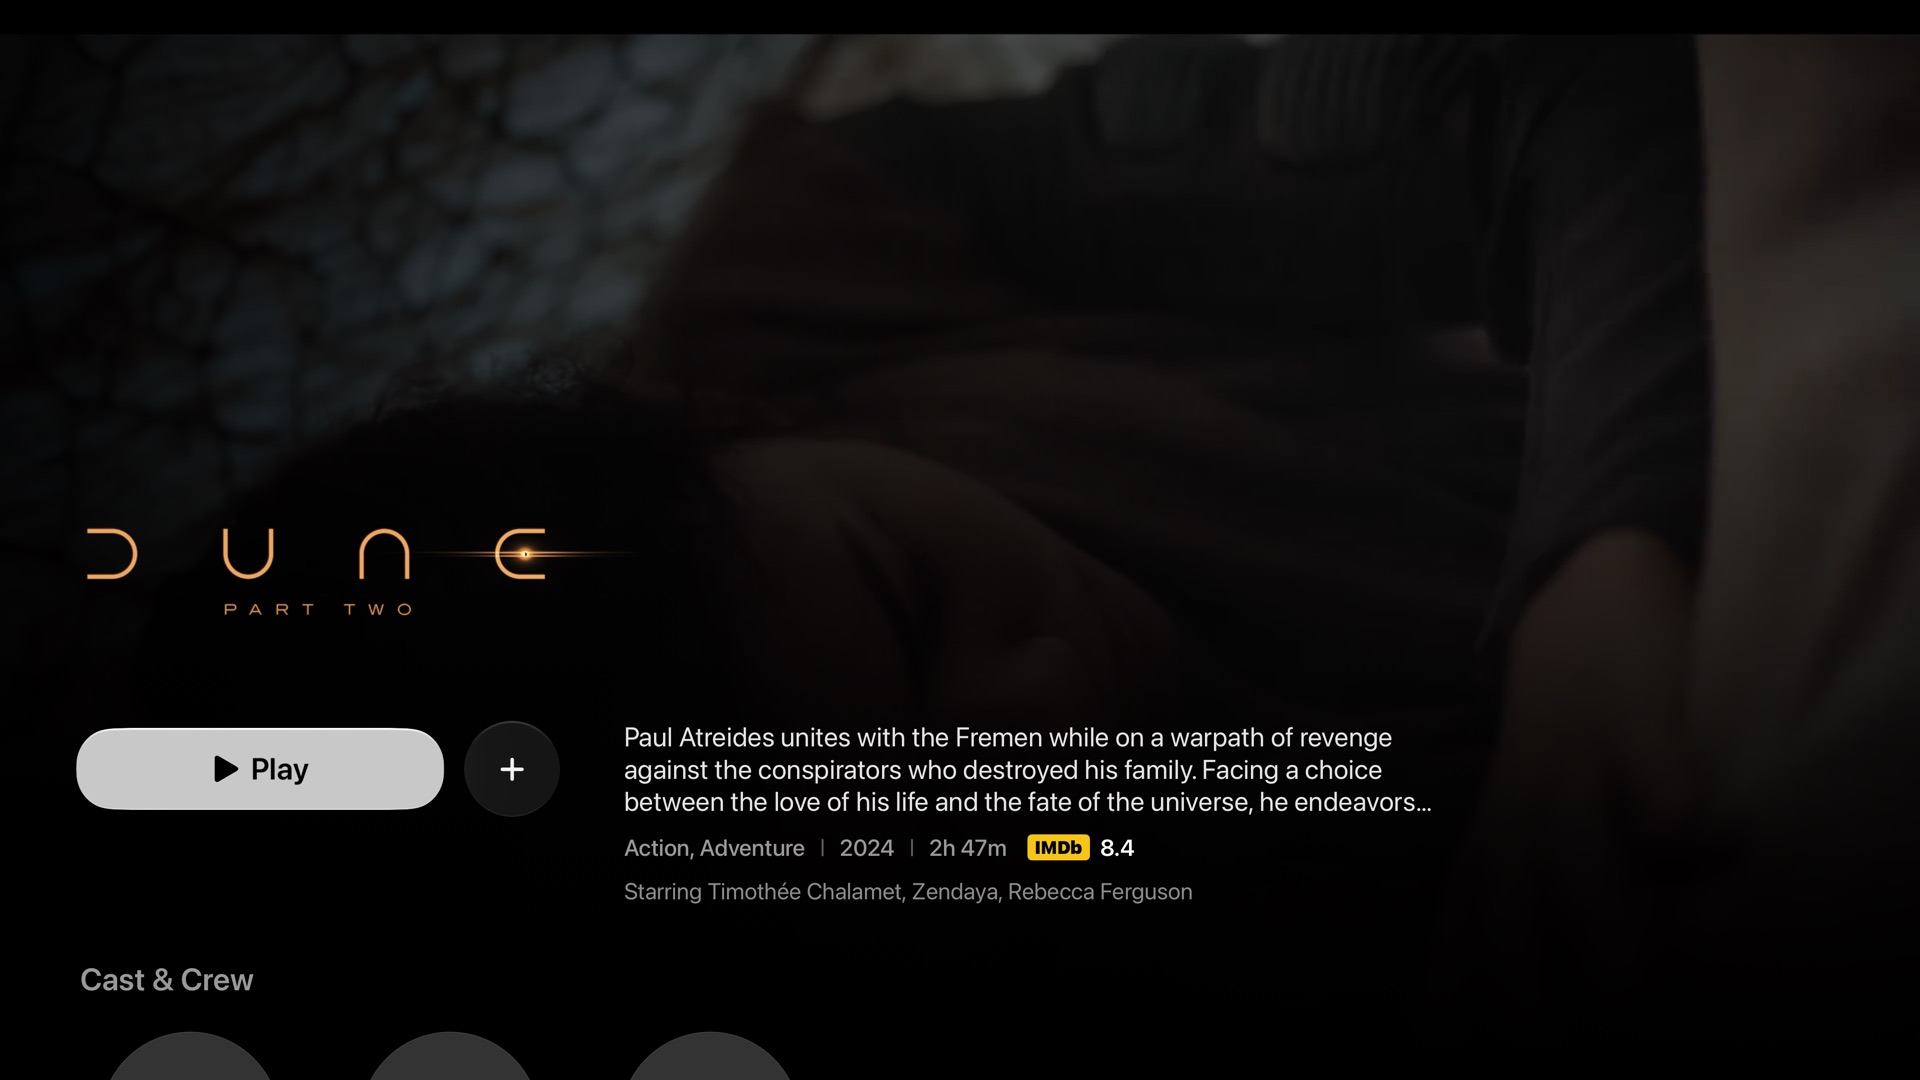 DUNE
PART TWO
Play
Paul Atreides unites with the Fremen while on a warpath of revenge
against the conspirators who destroyed his family. Facing a choice
between the love of his life and the fate of the universe, he endeavors...
Action, Adventure | 2024 | 2h 47m IMDb 8.4
Starring Timothée Chalamet, Zendaya, Rebecca Ferguson
Cast & Crew